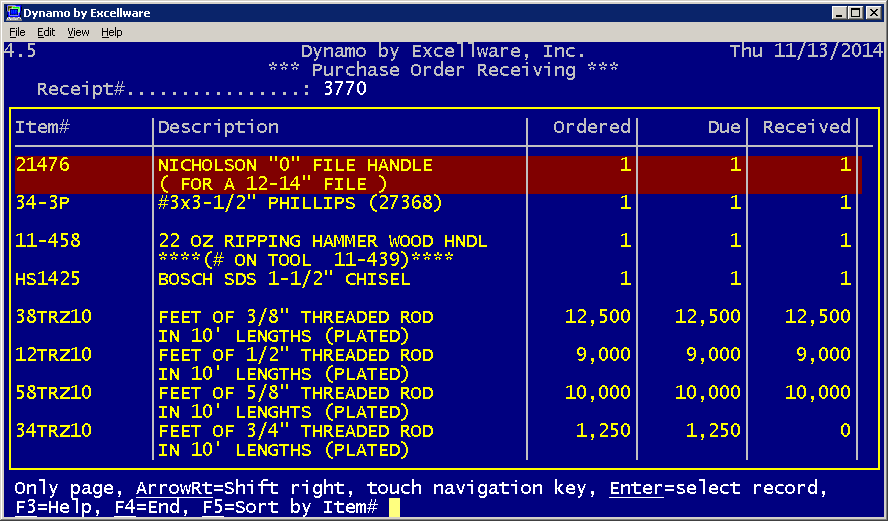 Dynamo by Excellware
File Edit View Help
4.5 Dynamo by Excellware, Inc. Thu 11/13/2014
*** Purchase Order Receiving ***
Receipt#................: 3770
Item# Description Ordered Due Received
21476 NICHOLSON "0" FILE HANDLE 1 1 1
( FOR A 12-14" FILE )
34-3P #3x3-1/2" PHILLIPS (27368) 1 1 1
11-458 22 OZ RIPPING HAMMER WOOD HNDL 1 1 1
****(# ON TOOL 11-439)****
HS1425 BOSCH SDS 1-1/2" CHISEL 1 1 1
38TRZ10 FEET OF 3/8" THREADED ROD 12,500 12,500 12,500
IN 10' LENGTHS (PLATED)
12TRZ10 FEET OF 1/2" THREADED ROD 9,000 9,000 9,000
IN 10' LENGTHS (PLATED)
58TRZ10 FEET OF 5/8" THREADED ROD 10,000 10,000 10,000
IN 10' LENGHTS (PLATED)
34TRZ10 FEET OF 3/4" THREADED ROD 1,250 1,250 0
IN 10' LENGTHS (PLATED)
Only page, ArrowRt=Shift right, touch navigation key, Enter=select record,
F3=Help, F4=End, F5=Sort by Item#